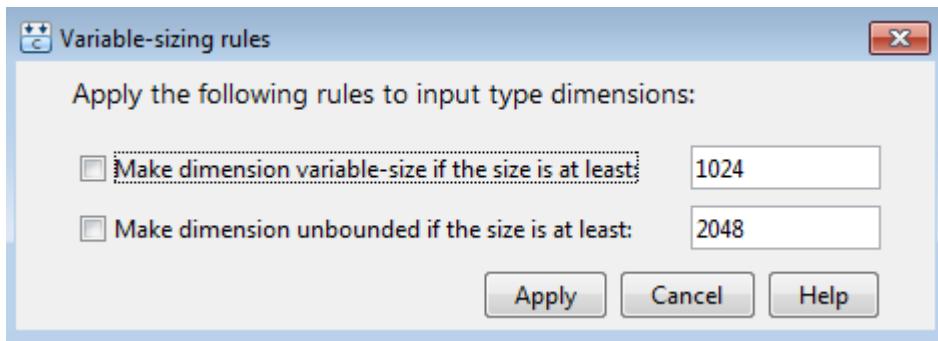 Variable-sizing rules
Apply the following rules to input type dimensions:
Make dimension variable-size if the size is at least: 1024
Make dimension unbounded if the size is at least: 2048
Apply Cancel Help